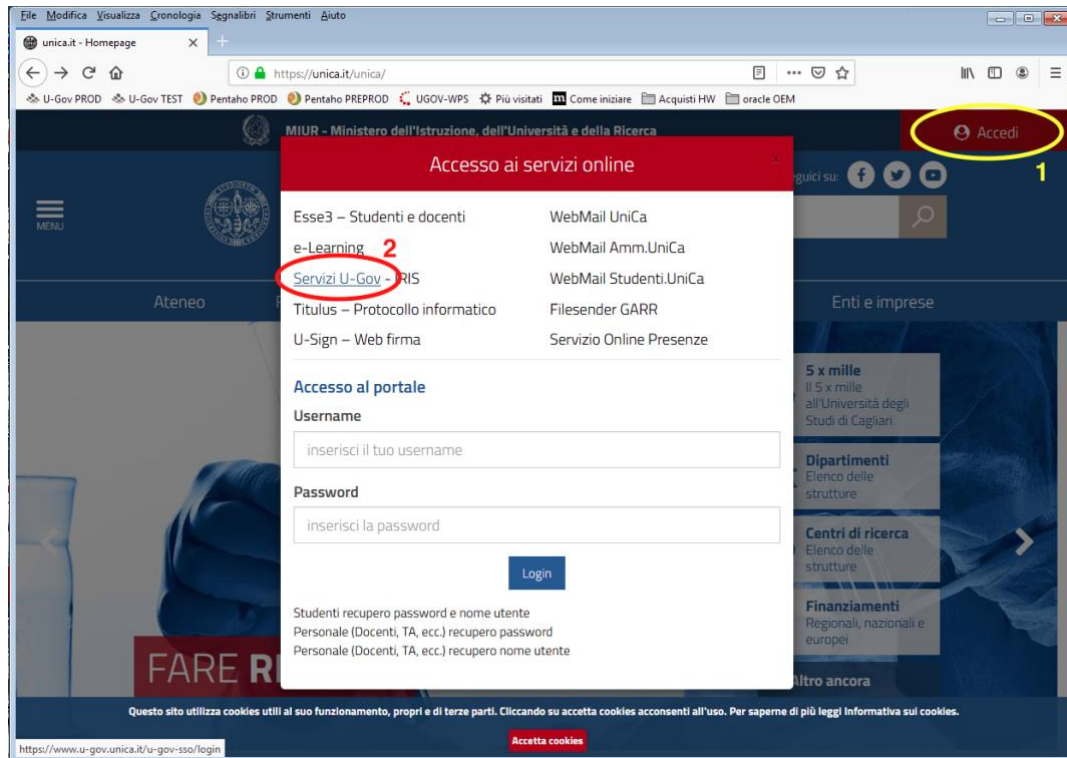 File Modifica Visualizza Cronologia Segnalibri Strumenti Aiuto
unica.it - Homepage
https://unica.it/unica/
U-Gov PROD U-Gov TEST Pentaho PROD Pentaho PREPROD UGOV-WPS Più visitati Come iniziare Acquisti HW oracle OEM
MIUR - Ministero dell'Istruzione, dell'Università e della Ricerca
Accedi
1
Accesso ai servizi online
x
su:
MENU
Esse3 – Studenti e docenti
WebMail UniCa
e-Learning
2
WebMail Amm.UniCa
Servizi U-Gov - IRIS
WebMail Studenti.UniCa
Titulus – Protocollo informatico
Filesender GARR
U-Sign – Web firma
Servizio Online Presenze
Ateneo
Enti e imprese
Accesso al portale
Username
inserisci il tuo username
Password
inserisci la password
Login
Studenti recupero password e nome utente
Personale (Docenti, TA, ecc.) recupero password
Personale (Docenti, TA, ecc.) recupero nome utente
5 x mille
Il 5 x mille
all'Università degli
Studi di Cagliari
Dipartimenti
Elenco delle
strutture
Centri di ricerca
Elenco delle
strutture
Finanziamenti
Regionali, nazionali e
europei
Altro ancora
FARE
Questo sito utilizza cookies utili al suo funzionamento, propri e di terze parti. Cliccando su accetta cookies acconsenti all'uso. Per saperne di più leggi Informativa sui cookies.
Accetta cookies
https://www.u-gov.unica.it/u-gov-sso/login